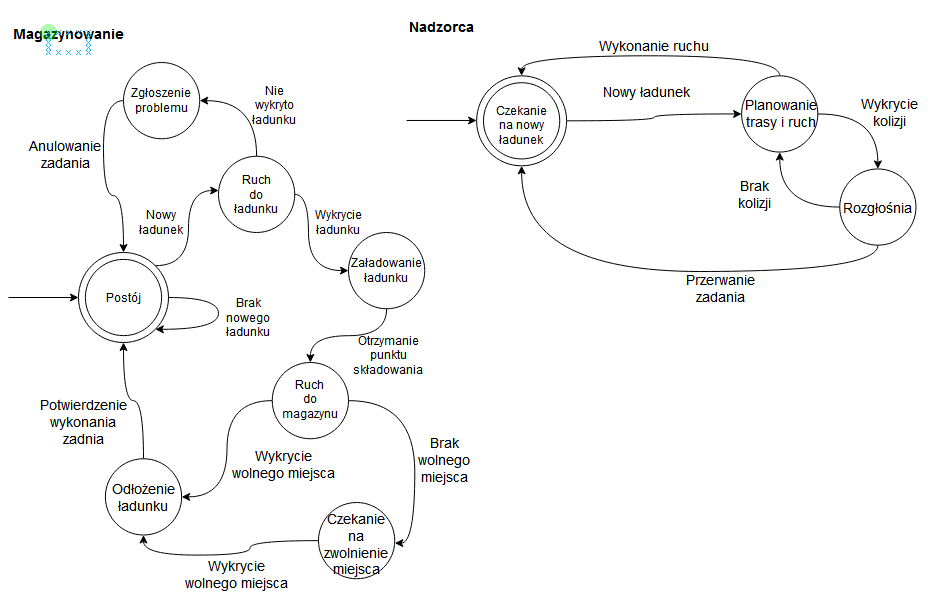 Magazynowanie
Zgłoszenie
problemu
Nie
wykryto
ładunku
Anulowanie
zadania
Ruch
do
ładunku
Nowy
ładunek
Wykrycie
ładunku
Załadowanie
ładunku
Postój
Brak
nowego
ładunku
Otrzymanie
punktu
składowania
Ruch
do
magazynu
Potwierdzenie
wykonania
zadnia
Wykrycie
wolnego miejsca
Brak
wolnego
miejsca
Odłożenie
ładunku
Czekanie
na
zwolnienie
miejsca
Wykrycie
wolnego miejsca
Nadzorca
Wykonanie ruchu
Czekanie
na nowy
ładunek
Nowy ładunek
Planowanie
trasy i ruch
Wykrycie
kolizji
Brak
kolizji
Rozgłośnia
Przerwanie
zadania